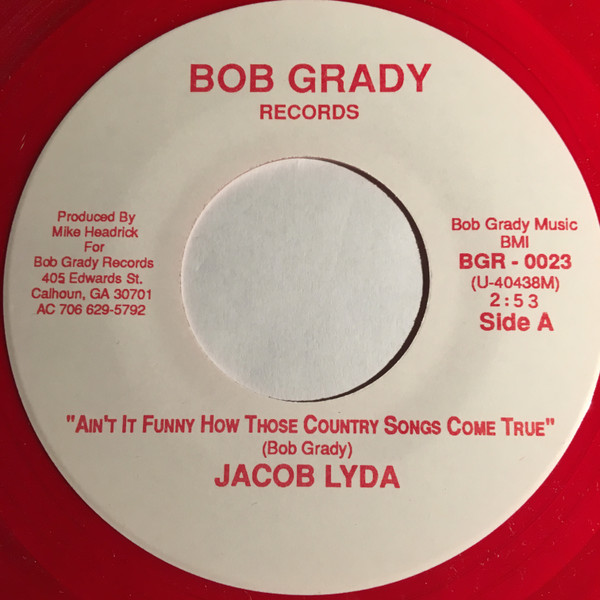 BOB GRADY
RECORDS
Produced By
Mike Headrick
For
Bob Grady Records
405 Edwards St.
Calhoun, GA 30701
AC 706 629-5792
Bob Grady Music
BMI
BGR - 0023
(U-40438M)
2:53
Side A
"AIN'T IT FUNNY HOW THOSE COUNTRY SONGS COME TRUE"
(Bob Grady)
JACOB LYDA